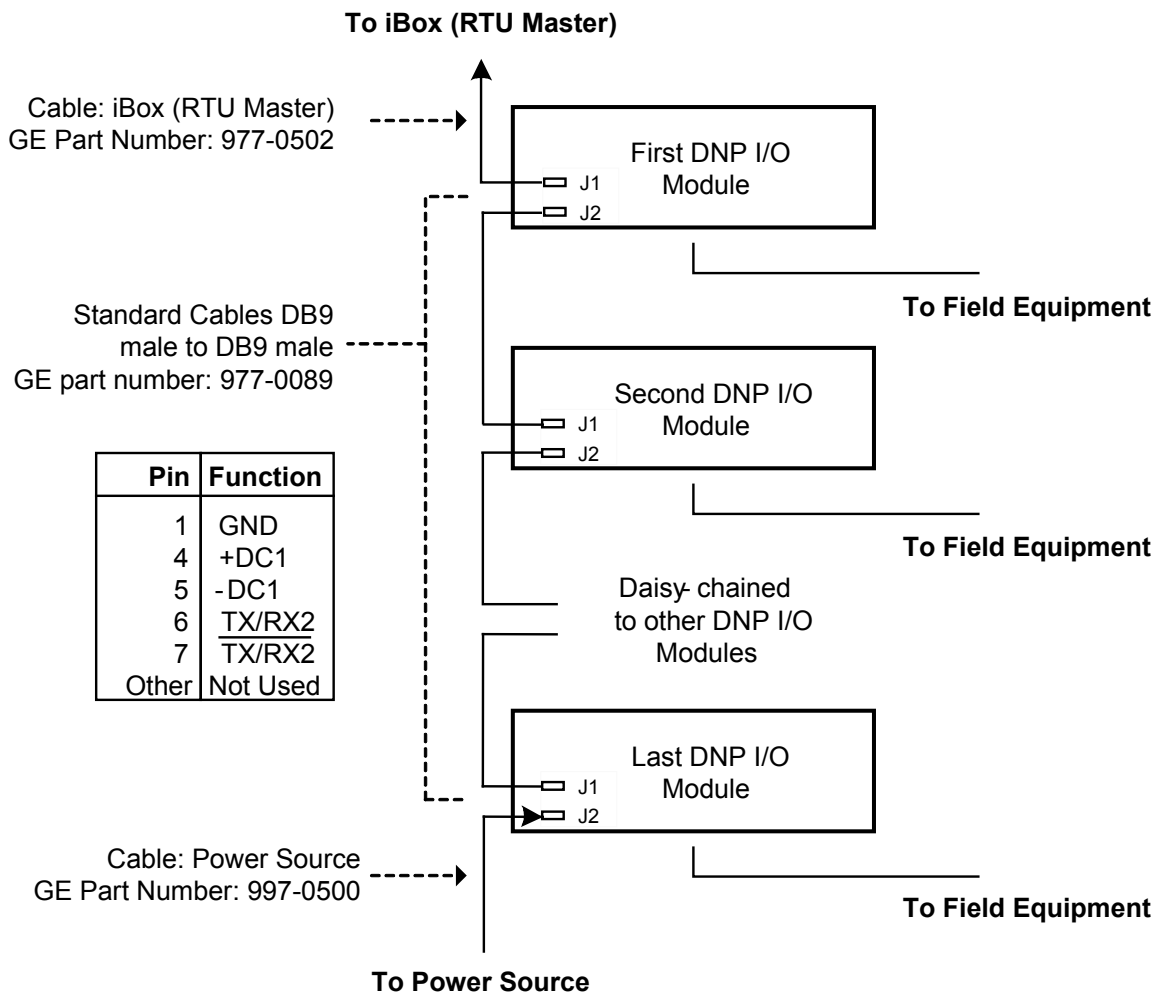 To iBox (RTU Master)
Cable: iBox (RTU Master)
GE Part Number: 977-0502
First DNP I/O
Module
J1
J2
To Field Equipment
Standard Cables DB9
male to DB9 male
GE part number: 977-0089
Second DNP I/O
Module
J1
J2
To Field Equipment
Pin Function
1 GND
4 +DC1
5 -DC1
6 TX/RX2
7 TX/RX2
Other Not Used
Daisy- chained
to other DNP I/O
Modules
Last DNP I/O
Module
J1
J2
To Field Equipment
Cable: Power Source
GE Part Number: 997-0500
To Power Source